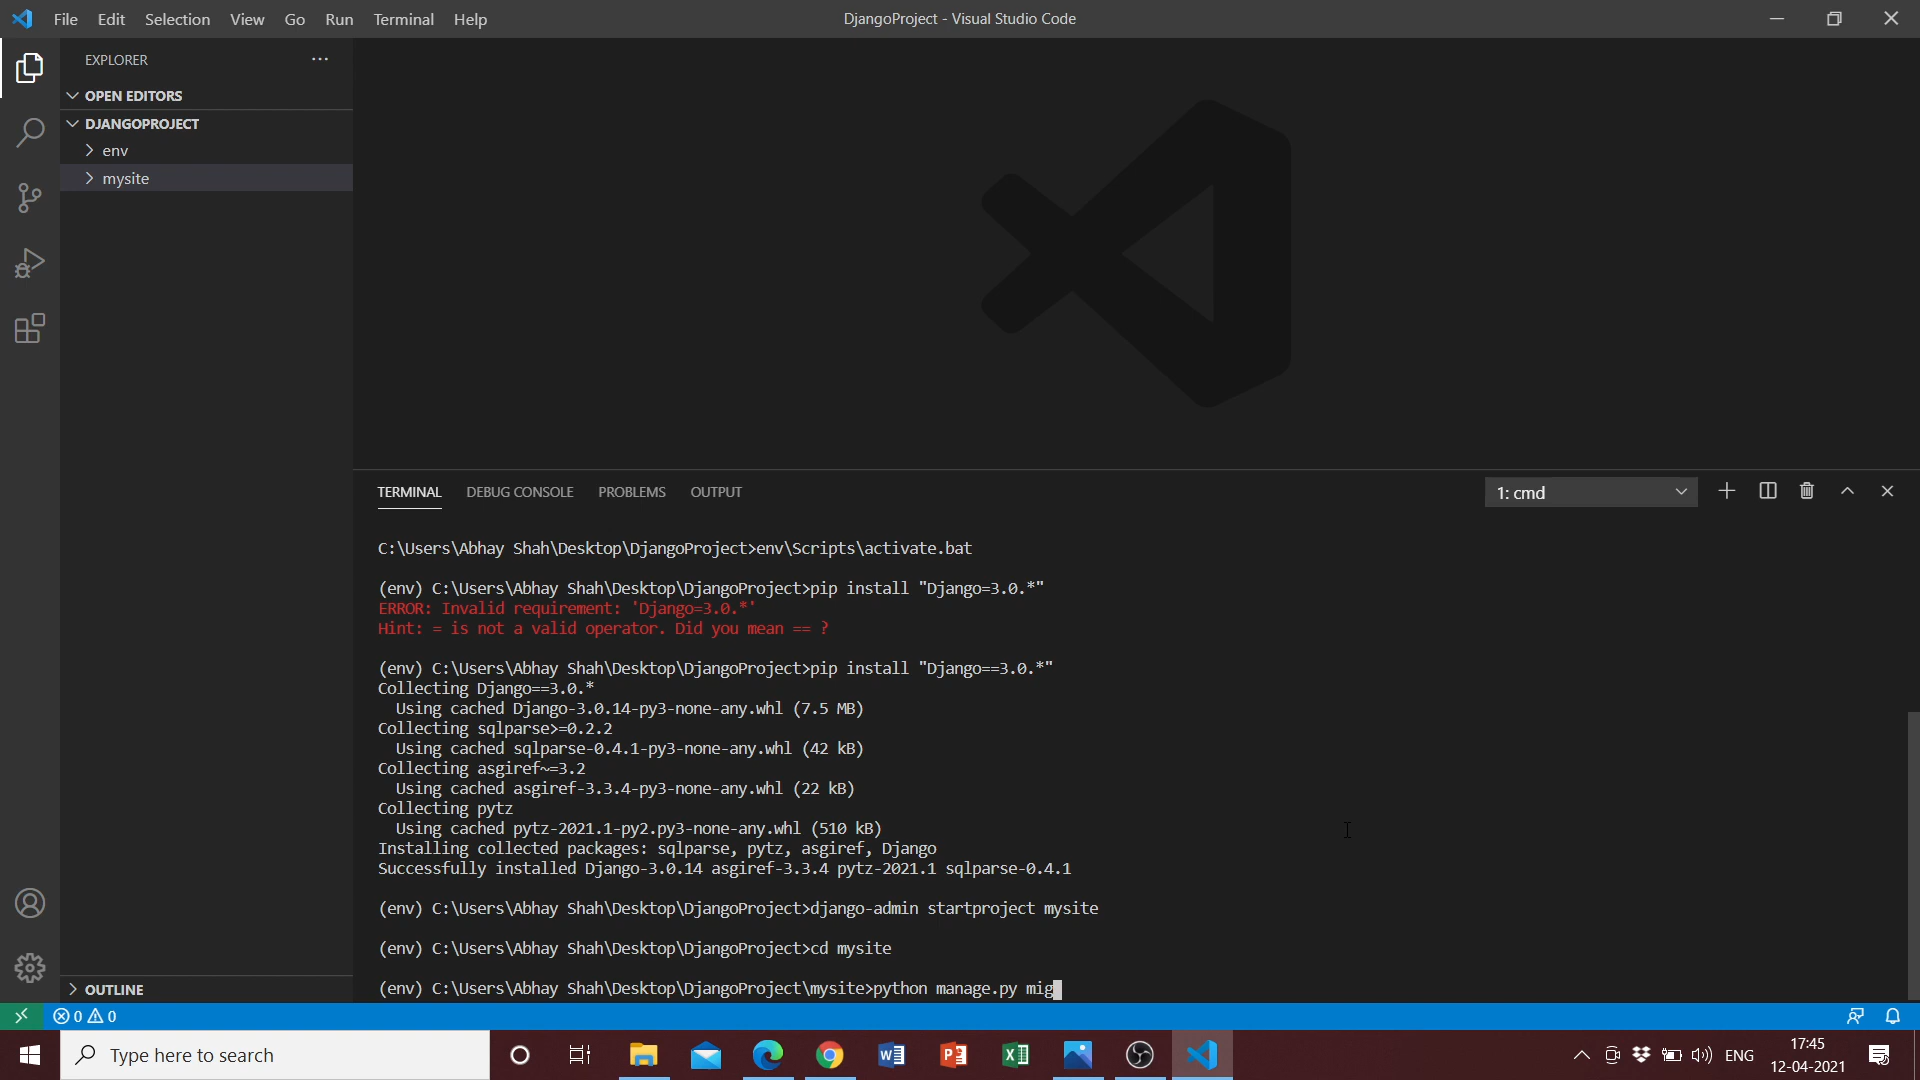 File Edit Selection View Go Run Terminal Help
DjangoProject - Visual Studio Code
EXPLORER
OPEN EDITORS
DJANGOPROJECT
env
mysite
OUTLINE
TERMINAL DEBUG CONSOLE PROBLEMS OUTPUT
1: cmd
C:\Users\Abhay Shah\Desktop\DjangoProject>env\Scripts\activate.bat
(env) C:\Users\Abhay Shah\Desktop\DjangoProject>pip install "Django=3.0.*"
ERROR: Invalid requirement: 'Django=3.0.*'
Hint: = is not a valid operator. Did you mean == ?
(env) C:\Users\Abhay Shah\Desktop\DjangoProject>pip install "Django==3.0.*"
Collecting Django==3.0.*
Using cached Django-3.0.14-py3-none-any.whl (7.5 MB)
Collecting sqlparse>=0.2.2
Using cached sqlparse-0.4.1-py3-none-any.whl (42 kB)
Collecting asgiref~=3.2
Using cached asgiref-3.3.4-py3-none-any.whl (22 kB)
Collecting pytz
Using cached pytz-2021.1-py2.py3-none-any.whl (510 kB)
Installing collected packages: sqlparse, pytz, asgiref, Django
Successfully installed Django-3.0.14 asgiref-3.3.4 pytz-2021.1 sqlparse-0.4.1
(env) C:\Users\Abhay Shah\Desktop\DjangoProject>django-admin startproject mysite
(env) C:\Users\Abhay Shah\Desktop\DjangoProject>cd mysite
(env) C:\Users\Abhay Shah\Desktop\DjangoProject\mysite>python manage.py mig
0 0
Type here to search
ENG
17:45
12-04-2021